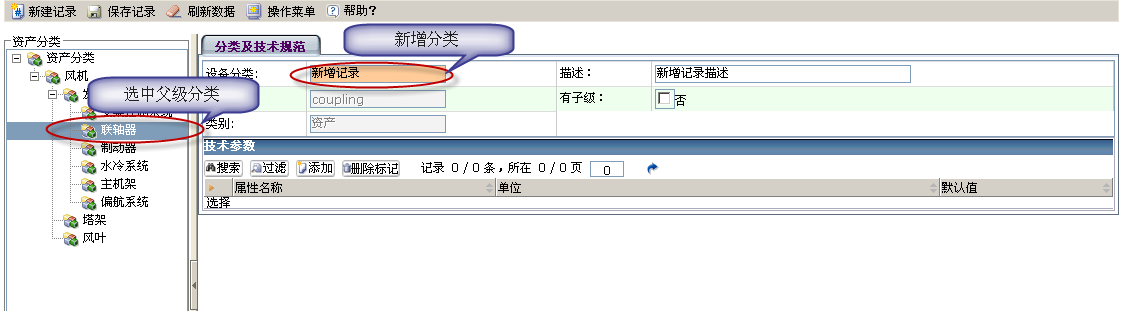 新建记录 保存记录 刷新数据 操作菜单 帮助?
资产分类
资产分类
风机
联轴器
制动器
水冷系统
主机架
偏航系统
塔架
风叶
选中父级分类
新增分类
分类及技术规范
设备分类: 新增记录 描述: 新增记录描述
coupling 有子级: 否
类别: 资产
技术参数
搜索 过滤 添加 删除标记 记录 0 / 0 条,所在 0 / 0 页 0
属性名称 单位 默认值
选择